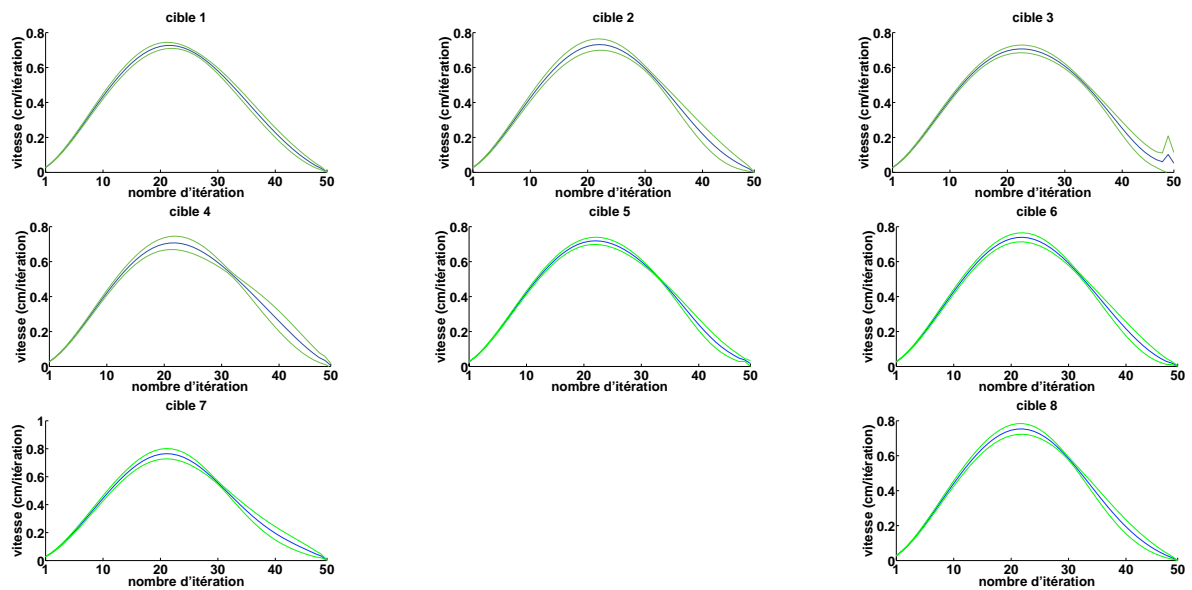 cible 1
cible 2
cible 3
0.8
0.6
0.4
0.2
0
vitesse (cm/itération)
1 10 20 30 40 50
nombre d'itération
0.8
0.6
0.4
0.2
0
vitesse (cm/itération)
1 10 20 30 40 50
nombre d'itération
0.8
0.6
0.4
0.2
0
vitesse (cm/itération)
1 10 20 30 40 50
nombre d'itération
cible 4
cible 5
cible 6
0.8
0.6
0.4
0.2
0
vitesse (cm/itération)
1 10 20 30 40 50
nombre d'itération
0.8
0.6
0.4
0.2
0
vitesse (cm/itération)
1 10 20 30 40 50
nombre d'itération
0.8
0.6
0.4
0.2
0
vitesse (cm/itération)
1 10 20 30 40 50
nombre d'itération
cible 7
cible 8
1
0.8
0.6
0.4
0.2
0
vitesse (cm/itération)
1 10 20 30 40 50
nombre d'itération
0.8
0.6
0.4
0.2
0
vitesse (cm/itération)
1 10 20 30 40 50
nombre d'itération